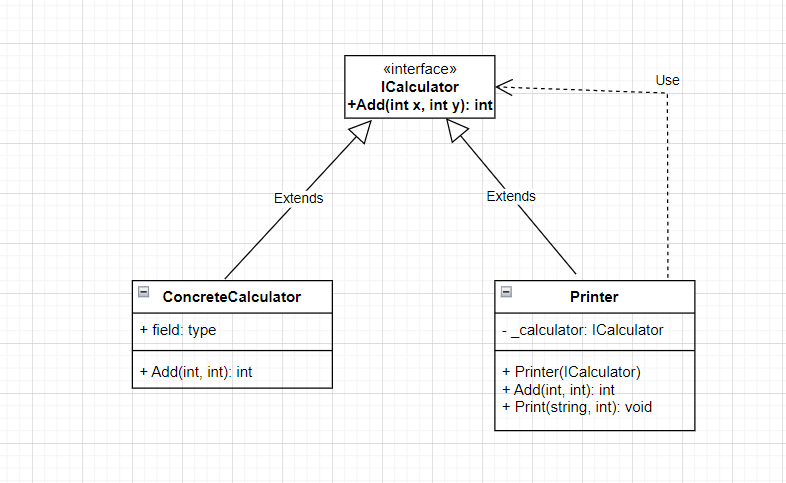 «interface»
ICalculator
+Add(int x, int y): int
Use
Extends
Extends
ConcreteCalculator
+ field: type
+ Add(int, int): int
Printer
- _calculator: ICalculator
+ Printer(ICalculator)
+ Add(int, int): int
+ Print(string, int): void